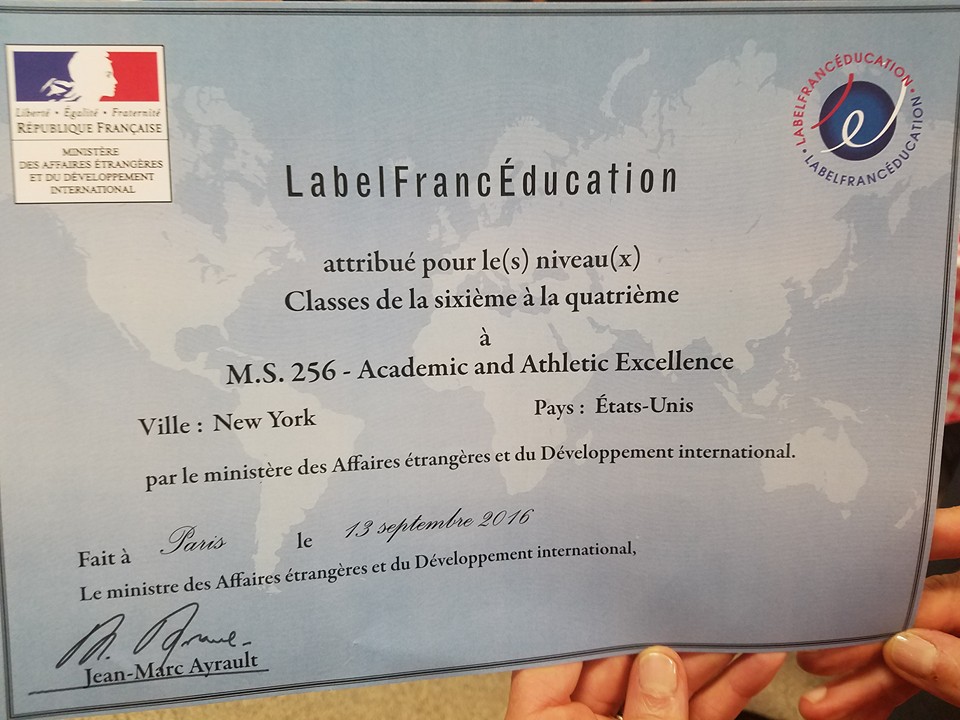 Liberté • Égalité • Fraternité
RÉPUBLIQUE FRANÇAISE
MINISTÈRE
DES AFFAIRES ÉTRANGÈRES
ET DU DÉVELOPPEMENT
INTERNATIONAL
• LABELFRANCÉDUCATION •
LABELFRANCÉDUCATION
e
LabelFrancÉducation
attribué pour le(s) niveau(x)
Classes de la sixième à la quatrième
à
M.S. 256 - Academic and Athletic Excellence
Ville : New York Pays : États-Unis
par le ministère des Affaires étrangères et du Développement international.
Fait à Paris le 13 septembre 2016
Le ministre des Affaires étrangères et du Développement international,
Jean-Marc Ayrault